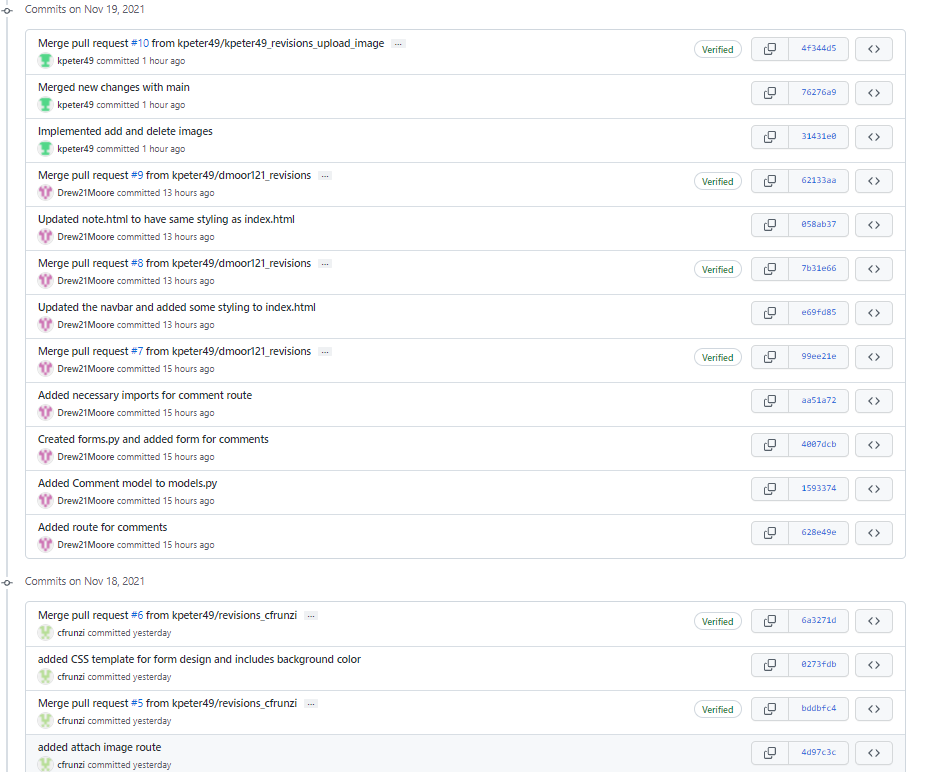 Commits on Nov 19, 2021
Merge pull request #10 from kpeter49/kpeter49_revisions_upload_image ...
Verified 4f344d5
kpeter49 committed 1 hour ago
Merged new changes with main
76276a9
kpeter49 committed 1 hour ago
Implemented add and delete images
31431e0
kpeter49 committed 1 hour ago
Merge pull request #9 from kpeter49/dmoor121_revisions ...
Verified 62133aa
Drew21Moore committed 13 hours ago
Updated note.html to have same styling as index.html
058ab37
Drew21Moore committed 13 hours ago
Merge pull request #8 from kpeter49/dmoor121_revisions ...
Verified 7b31e66
Drew21Moore committed 13 hours ago
Updated the navbar and added some styling to index.html
e69fd85
Drew21Moore committed 13 hours ago
Merge pull request #7 from kpeter49/dmoor121_revisions ...
Verified 99ee21e
Drew21Moore committed 15 hours ago
Added necessary imports for comment route
aa51a72
Drew21Moore committed 15 hours ago
Created forms.py and added form for comments
4007dcb
Drew21Moore committed 15 hours ago
Added Comment model to models.py
1593374
Drew21Moore committed 15 hours ago
Added route for comments
628e49e
Drew21Moore committed 15 hours ago
Commits on Nov 18, 2021
Merge pull request #6 from kpeter49/revisions_cfrunzi ...
Verified 6a3271d
cfrunzi committed yesterday
added CSS template for form design and includes background color
0273fdb
cfrunzi committed yesterday
Merge pull request #5 from kpeter49/revisions_cfrunzi ...
Verified bddbfc4
cfrunzi committed yesterday
added attach image route
4d97c3c
cfrunzi committed yesterday